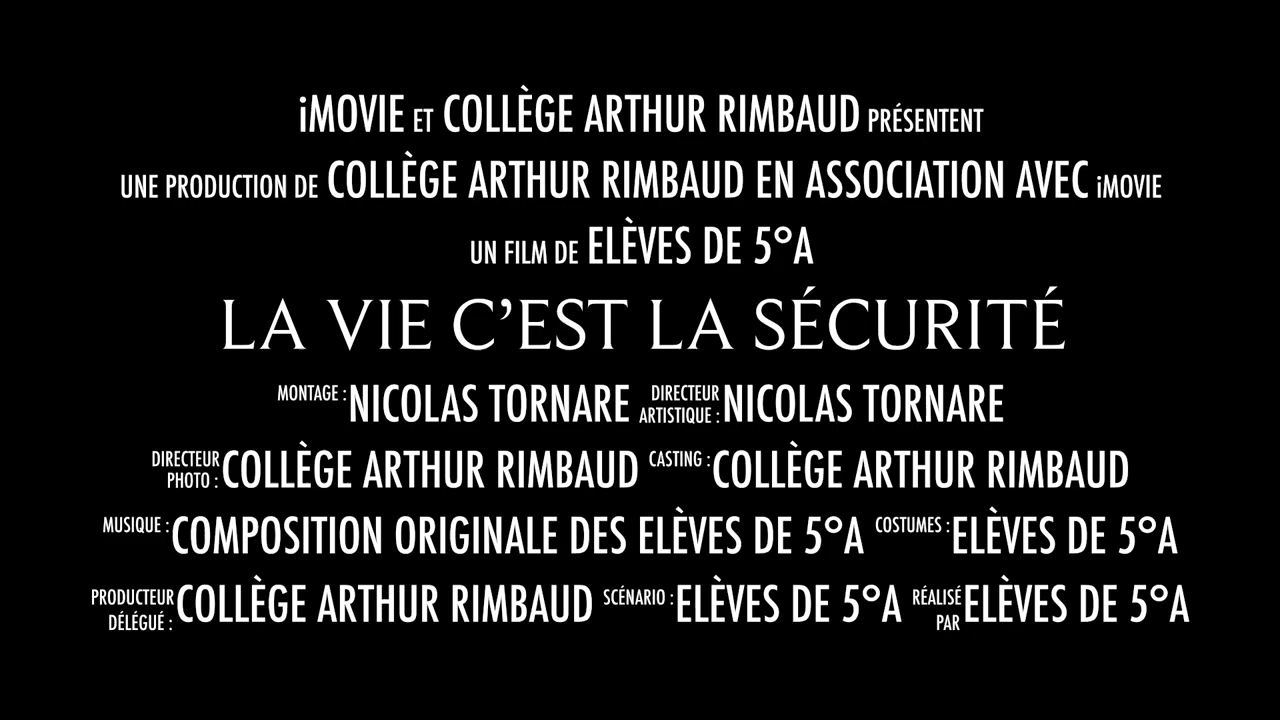 iMOVIE ET COLLÈGE ARTHUR RIMBAUD PRÉSENTENT
UNE PRODUCTION DE COLLÈGE ARTHUR RIMBAUD EN ASSOCIATION AVEC iMOVIE
UN FILM DE ELÈVES DE 5°A
LA VIE C'EST LA SÉCURITÉ
MONTAGE : NICOLAS TORNARE DIRECTEUR ARTISTIQUE : NICOLAS TORNARE
DIRECTEUR PHOTO : COLLÈGE ARTHUR RIMBAUD CASTING : COLLÈGE ARTHUR RIMBAUD
MUSIQUE : COMPOSITION ORIGINALE DES ELÈVES DE 5°A COSTUMES : ELÈVES DE 5°A
PRODUCTEUR DÉLÉGUÉ : COLLÈGE ARTHUR RIMBAUD SCÉNARIO : ELÈVES DE 5°A RÉALISÉ PAR ELÈVES DE 5°A